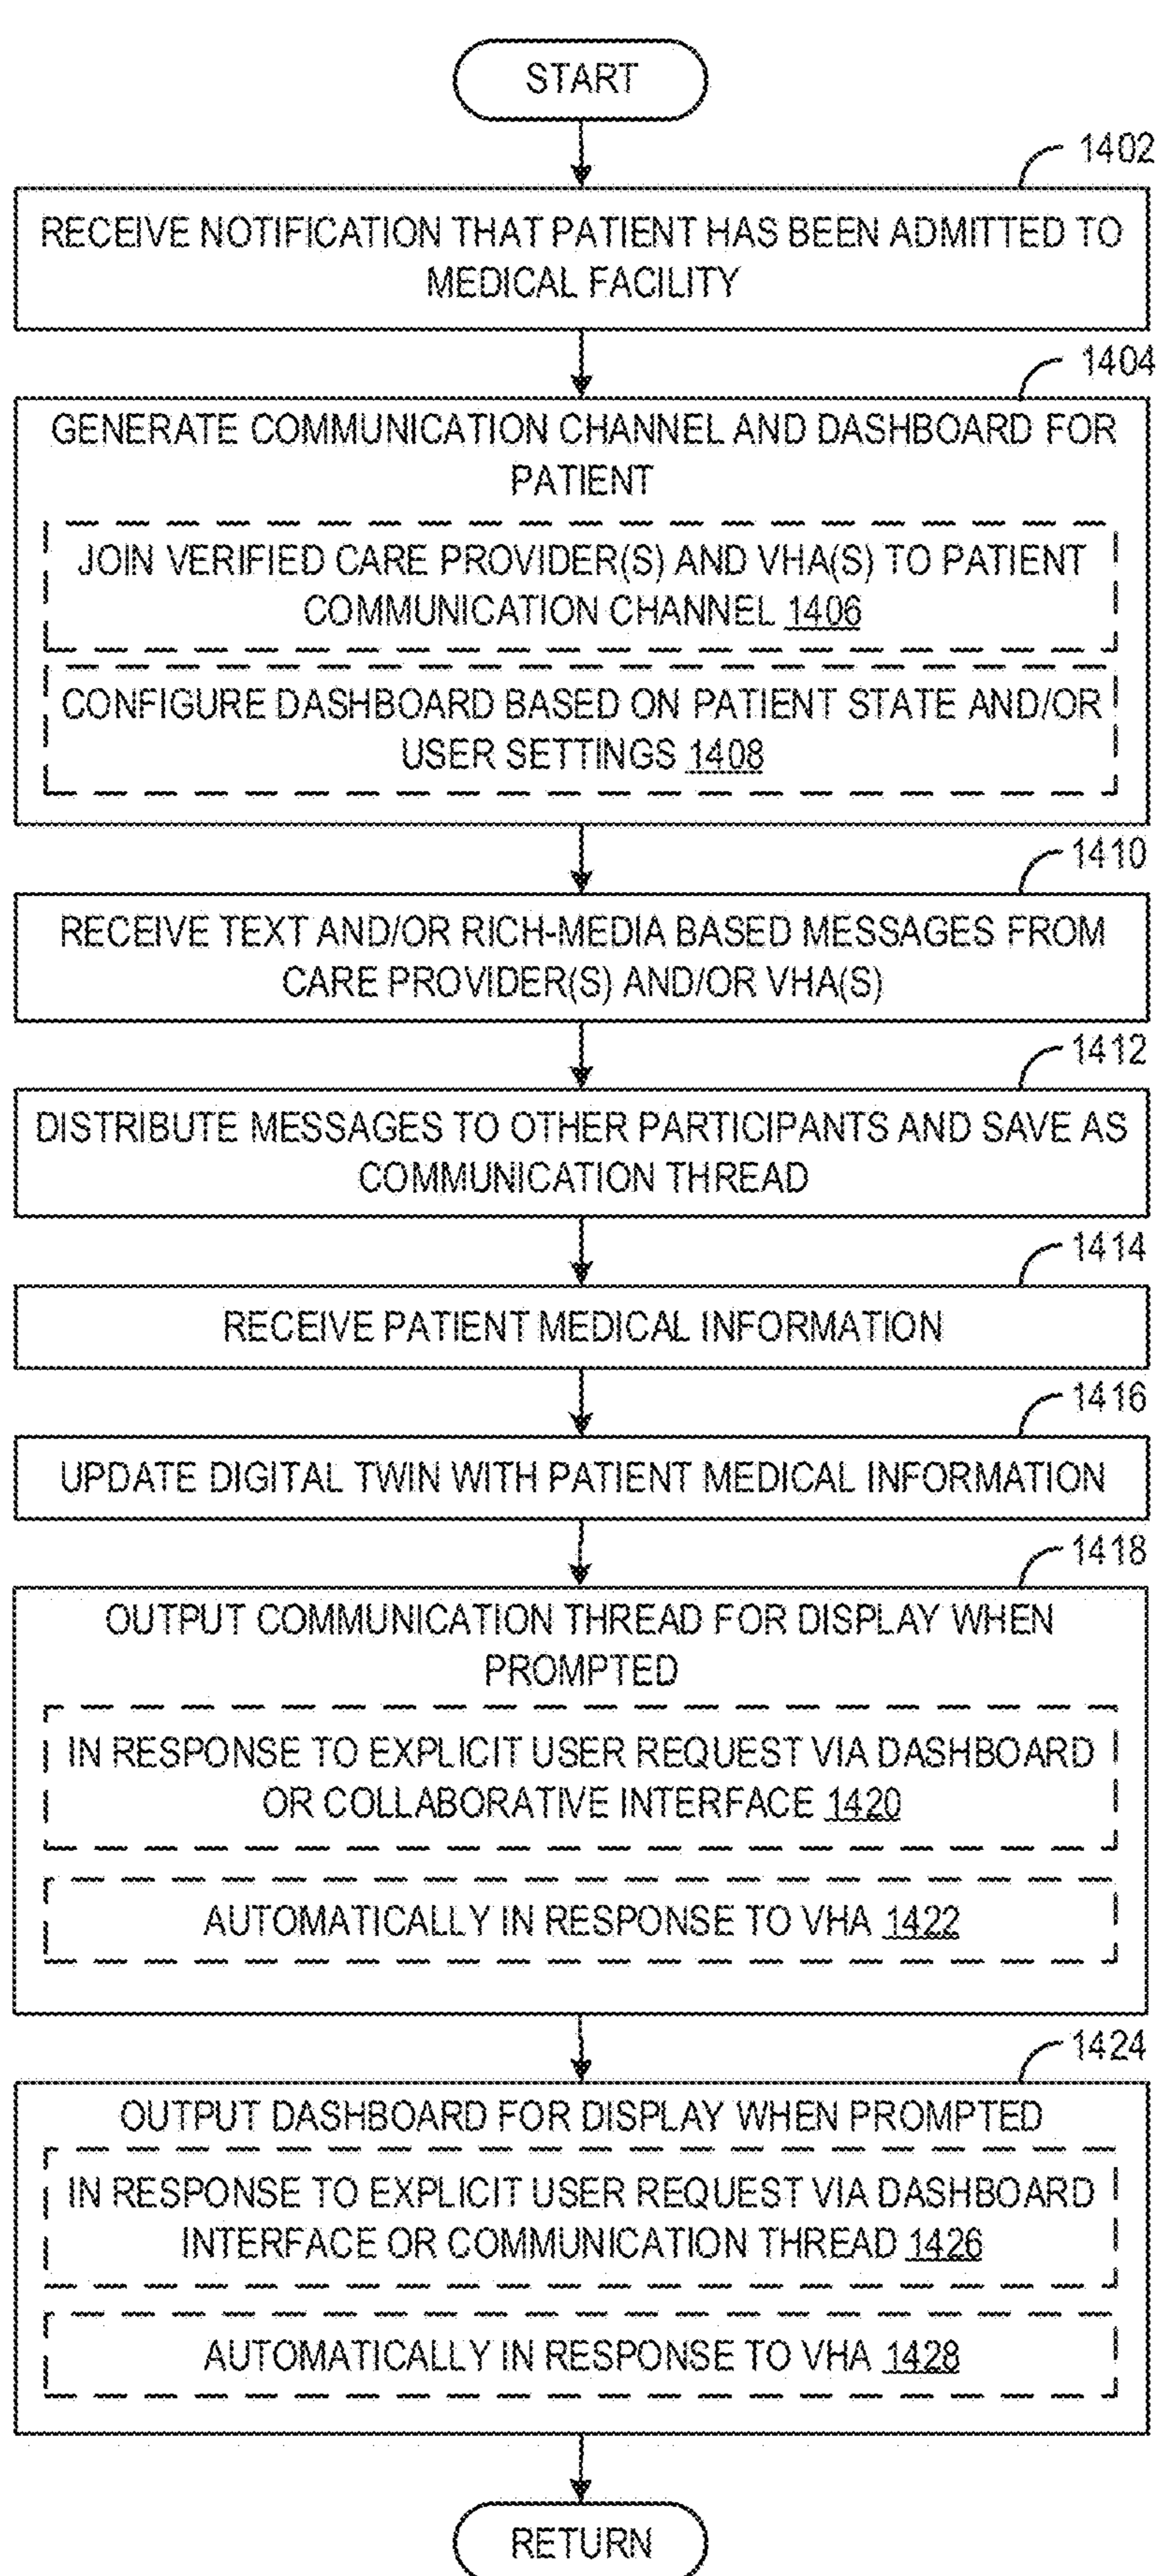 START
1402
RECEIVE NOTIFICATION THAT PATIENT HAS BEEN ADMITTED TO
MEDICAL FACILITY
1404
GENERATE COMMUNICATION CHANNEL AND DASHBOARD FOR
PATIENT
JOIN VERIFIED CARE PROVIDER(S) AND VHA(S) TO PATIENT
COMMUNICATION CHANNEL 1406
CONFIGURE DASHBOARD BASED ON PATIENT STATE AND/OR
USER SETTINGS 1408
1410
RECEIVE TEXT AND/OR RICH-MEDIA BASED MESSAGES FROM
CARE PROVIDER(S) AND/OR VHA(S)
1412
DISTRIBUTE MESSAGES TO OTHER PARTICIPANTS AND SAVE AS
COMMUNICATION THREAD
1414
RECEIVE PATIENT MEDICAL INFORMATION
1416
UPDATE DIGITAL TWIN WITH PATIENT MEDICAL INFORMATION
1418
OUTPUT COMMUNICATION THREAD FOR DISPLAY WHEN
PROMPTED
IN RESPONSE TO EXPLICIT USER REQUEST VIA DASHBOARD
OR COLLABORATIVE INTERFACE 1420
AUTOMATICALLY IN RESPONSE TO VHA 1422
1424
OUTPUT DASHBOARD FOR DISPLAY WHEN PROMPTED
IN RESPONSE TO EXPLICIT USER REQUEST VIA DASHBOARD
INTERFACE OR COMMUNICATION THREAD 1426
AUTOMATICALLY IN RESPONSE TO VHA 1428
RETURN